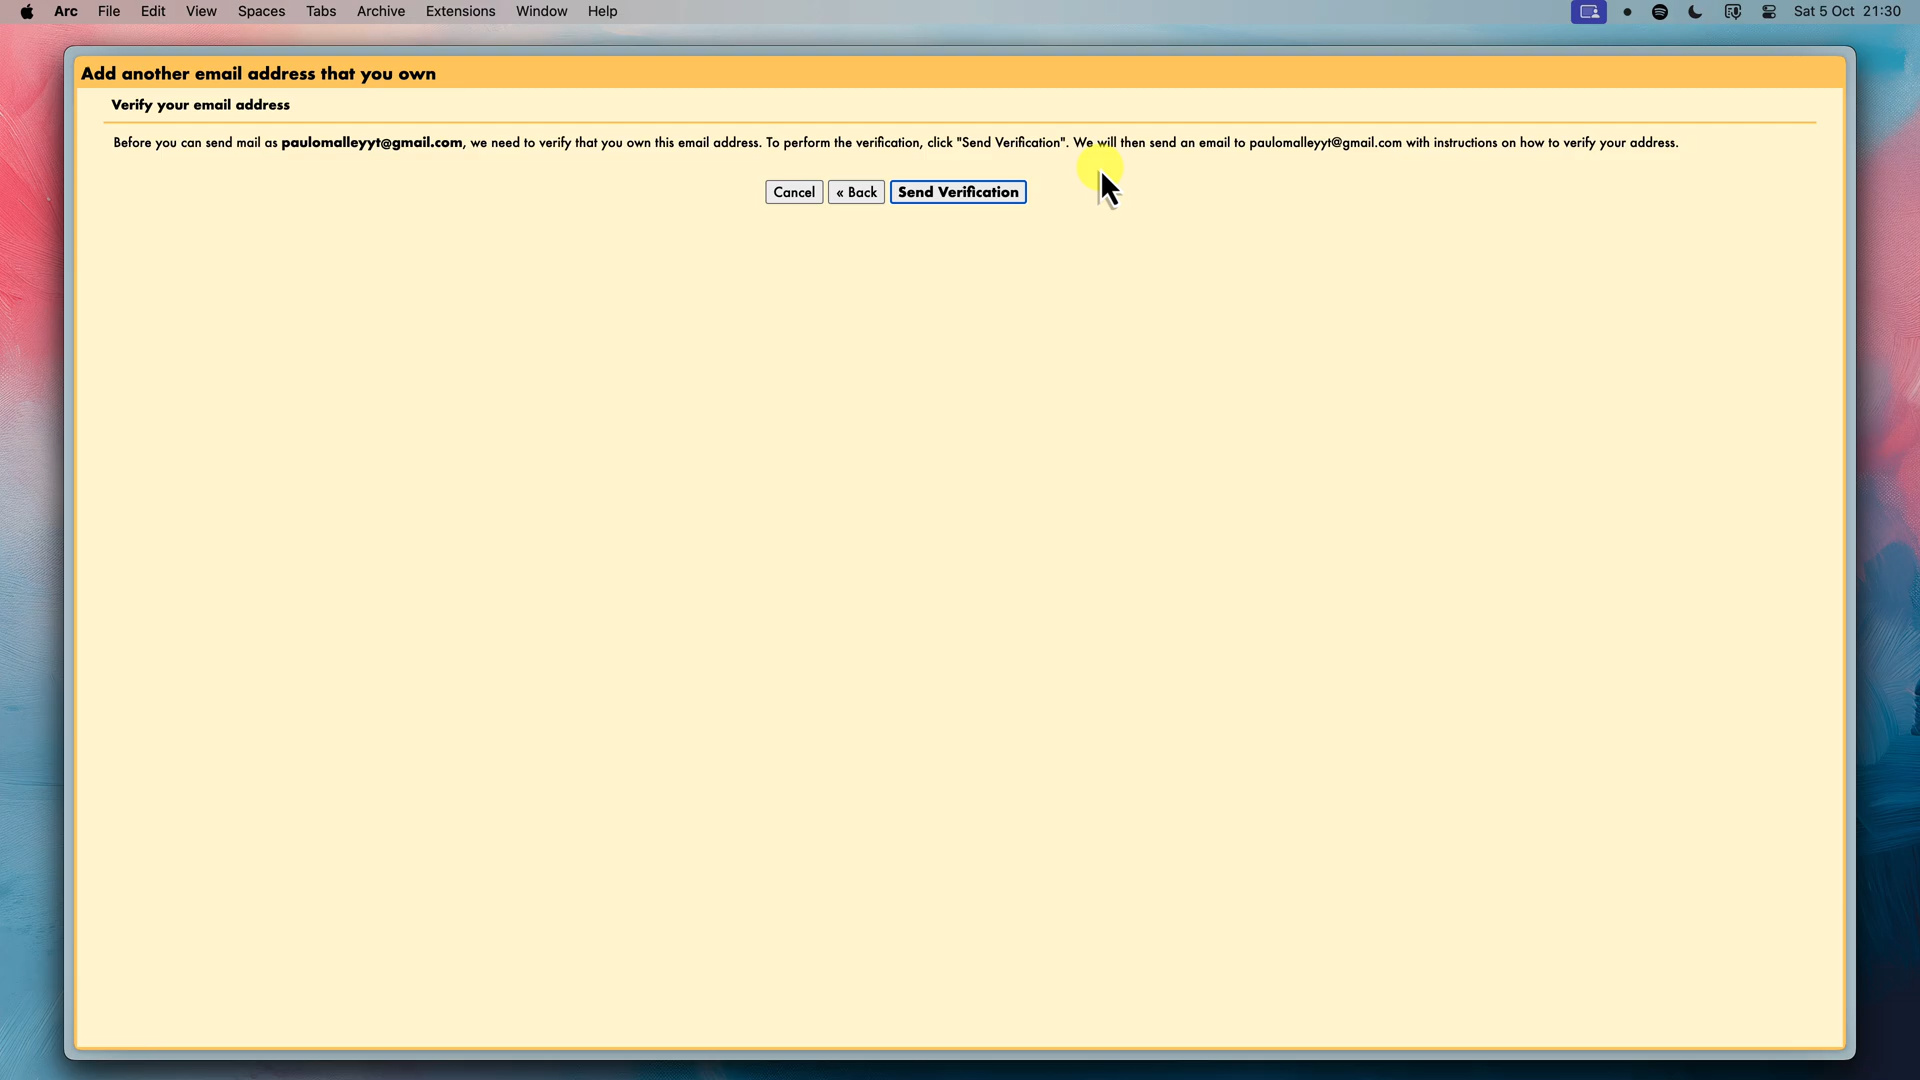 Arc File Edit View Spaces Tabs Archive Extensions Window Help Sat 5 Oct 21:30
Add another email address that you own
Verify your email address
Before you can send mail as paulomalleyyt@gmail.com, we need to verify that you own this email address. To perform the verification, click "Send Verification". We will then send an email to paulomalleyyt@gmail.com with instructions on how to verify your address.
Cancel « Back Send Verification